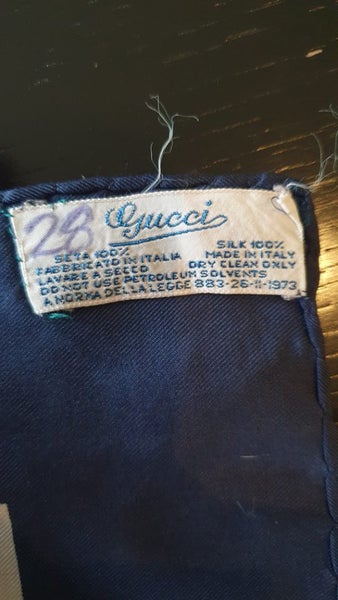 28
Gucci
SETA 100% SILK 100%
FABBRICATO IN ITALIA MADE IN ITALY
LAVARE A SECCO DRY CLEAN ONLY
DO NOT USE PETROLEUM SOLVENTS
A NORMA DELLA LEGGE 883-26-11-1973